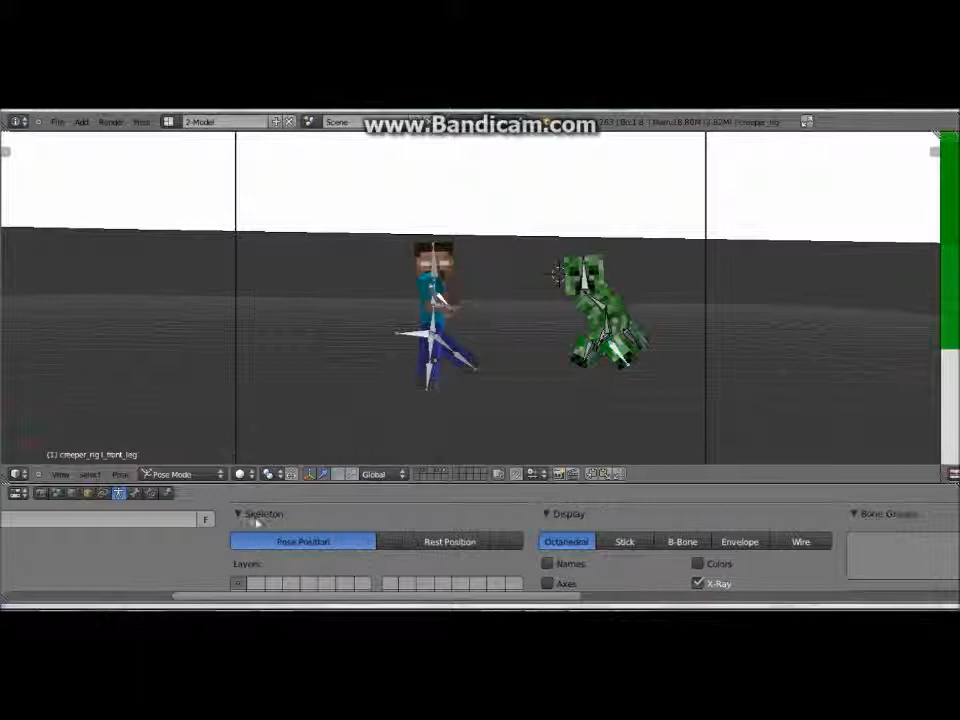 File Add Render Help 2-Model Scene
www.Bandicam.com
(1) creeper_rig l_front_leg
View Select Pose Pose Mode Global
F Skeleton Display Bone Groups
Pose Position Rest Position Octahedral Stick B-Bone Envelope Wire
Layers: Names Colors
Axes X-Ray